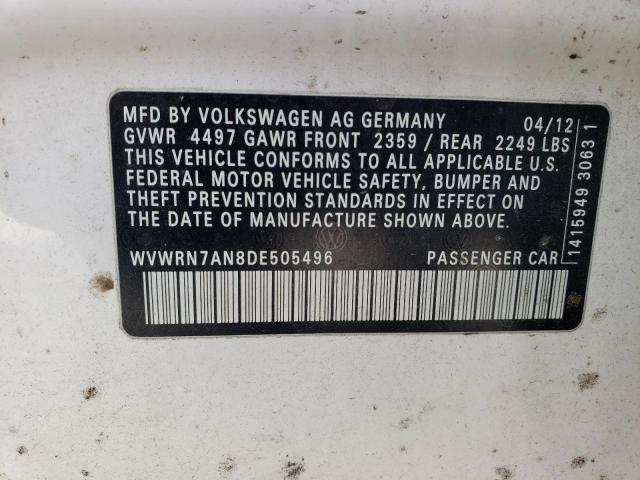 MFD BY VOLKSWAGEN AG GERMANY 04/12
GVWR 4497 GAWR FRONT 2359 / REAR 2249 LBS
THIS VEHICLE CONFORMS TO ALL APPLICABLE U.S.
FEDERAL MOTOR VEHICLE SAFETY, BUMPER AND
THEFT PREVENTION STANDARDS IN EFFECT ON
THE DATE OF MANUFACTURE SHOWN ABOVE.
WVWRN7AN8DE505496 PASSENGER CAR
1415949 3063 1